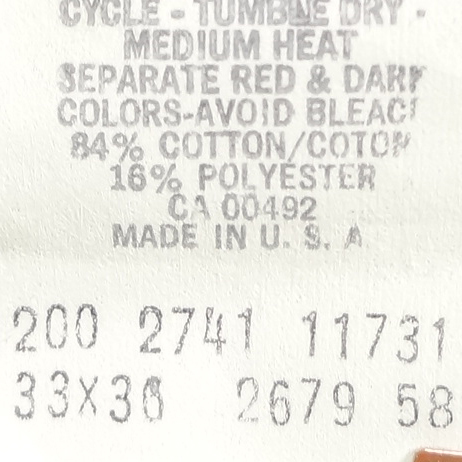 CYCLE - TUMBLE DRY -
MEDIUM HEAT
SEPARATE RED & DARK
COLORS-AVOID BLEACH
84% COTTON/COTON
16% POLYESTER
CA 00492
MADE IN U. S. A
200 2741 11731
33X36 2679 58